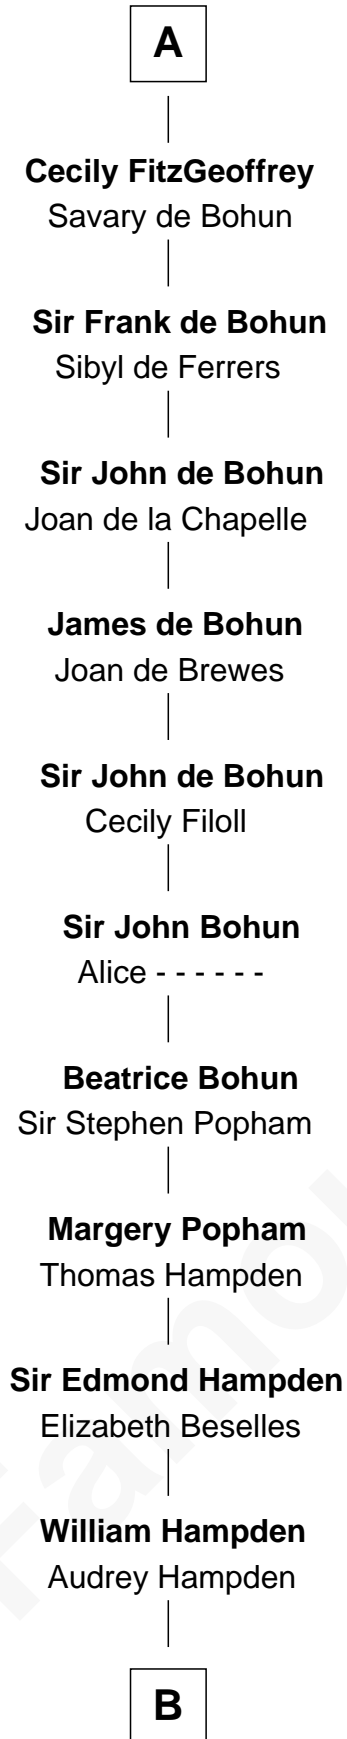 A
Cecily FitzGeoffrey
Savary de Bohun
Sir Frank de Bohun
Sibyl de Ferrers
Sir John de Bohun
Joan de la Chapelle
James de Bohun
Joan de Brewes
Sir John de Bohun
Cecily Filoll
Sir John Bohun
Alice - - - - - -
Beatrice Bohun
Sir Stephen Popham
Margery Popham
Thomas Hampden
Sir Edmond Hampden
Elizabeth Beselles
William Hampden
Audrey Hampden
B